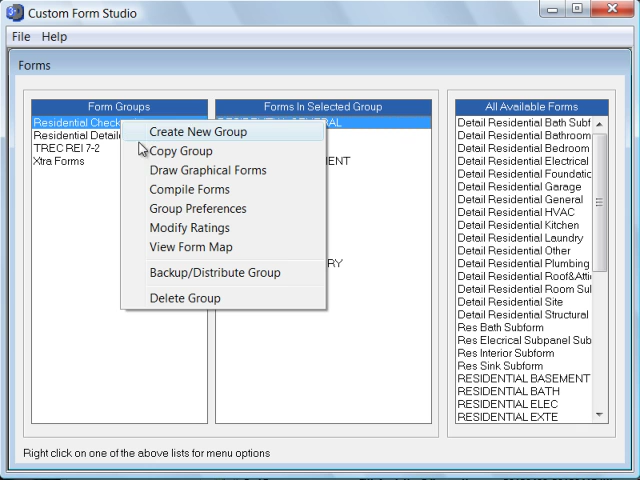 Custom Form Studio
File Help
Forms
Form Groups
Residential Check
Residential Detaile
TREC REI 7-2
Xtra Forms
Create New Group
Copy Group
Draw Graphical Forms
Compile Forms
Group Preferences
Modify Ratings
View Form Map
Backup/Distribute Group
Delete Group
Forms In Selected Group
All Available Forms
Detail Residential Bath Subf
Detail Residential Bathroom
Detail Residential Bedroom
Detail Residential Electrical
Detail Residential Foundatic
Detail Residential Garage
Detail Residential General
Detail Residential HVAC
Detail Residential Kitchen
Detail Residential Laundry
Detail Residential Other
Detail Residential Plumbing
Detail Residential Roof&Attic
Detail Residential Room Sul
Detail Residential Site
Detail Residential Structural
Res Bath Subform
Res Elecrical Subpanel Sub
Res Interior Subform
Res Sink Subform
RESIDENTIAL BASEMENT
RESIDENTIAL BATH
RESIDENTIAL ELEC
RESIDENTIAL EXTE
Right click on one of the above lists for menu options